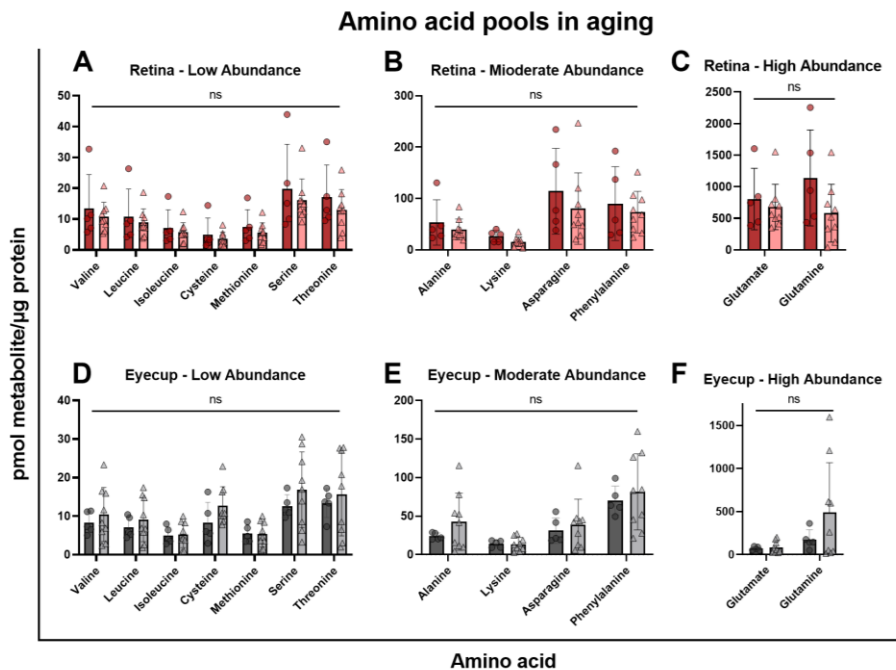 Amino acid pools in aging
A
Retina - Low Abundance
ns
50
40
30
20
10
0
Valine
Leucine
Isoleucine
Cysteine
Methionine
Serine
Threonine
B
Retina - Mioderate Abundance
ns
300
200
100
0
Alanine
Lysine
Asparagine
Phenylalanine
C
Retina - High Abundance
ns
2500
2000
1500
1000
500
0
Glutamate
Glutamine
D
Eyecup - Low Abundance
ns
40
30
20
10
0
Valine
Leucine
Isoleucine
Cysteine
Methionine
Serine
Threonine
E
Eyecup - Moderate Abundance
ns
200
150
100
50
0
Alanine
Lysine
Asparagine
Phenylalanine
F
Eyecup - High Abundance
ns
1500
1000
500
0
Glutamate
Glutamine
pmol metabolite/µg protein
Amino acid